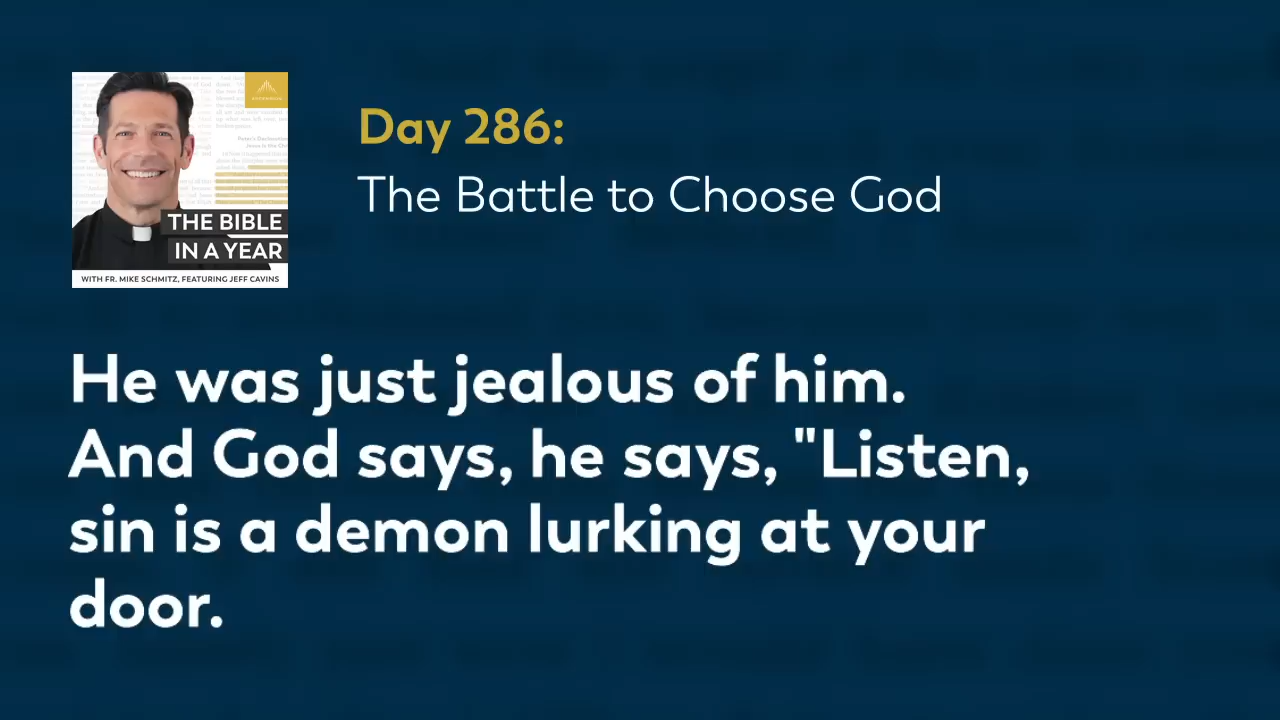 THE BIBLE
IN A YEAR
WITH FR. MIKE SCHMITZ, FEATURING JEFF CAVINS
Day 286:
The Battle to Choose God
He was just jealous of him.
And God says, he says, "Listen,
sin is a demon lurking at your
door.